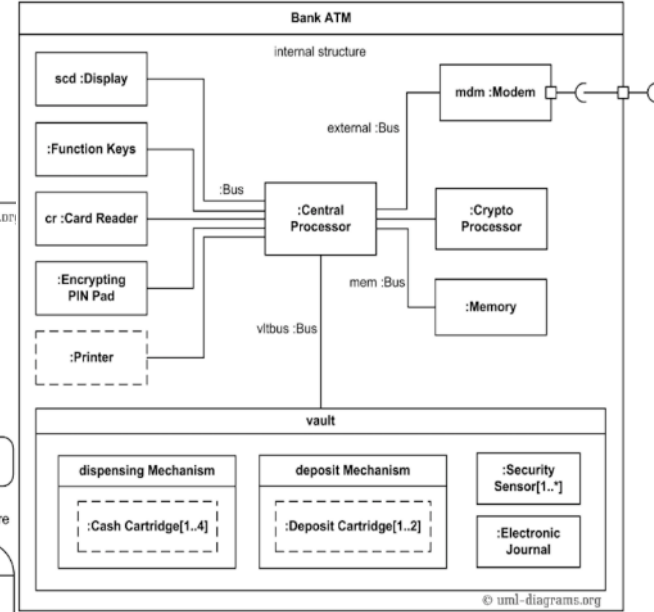 Bank ATM
internal structure
scd :Display
mdm :Modem
external :Bus
:Function Keys
:Bus
cr :Card Reader
:Central
Processor
:Crypto
Processor
:Encrypting
PIN Pad
mem :Bus
:Memory
vltbus :Bus
:Printer
vault
dispensing Mechanism
:Cash Cartridge[1..4]
deposit Mechanism
:Deposit Cartridge[1..2]
:Security
Sensor[1..*]
:Electronic
Journal
© uml-diagrams.org